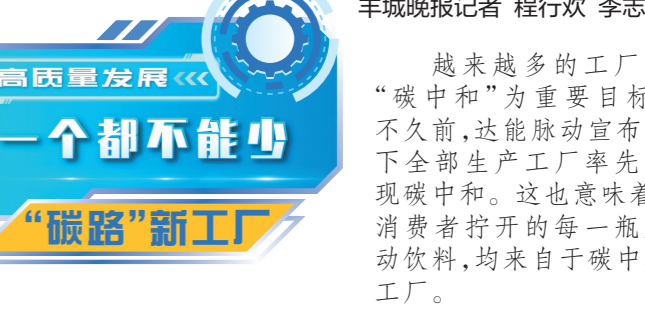 高质量发展
一个都不能少
“碳路”新工厂
羊城晚报记者 程行欢 李志
越来越多的工厂
“碳中和”为重要目标
不久前,达能脉动宣布
下全部生产工厂率先
现碳中和。这也意味着
消费者拧开的每一瓶
动饮料,均来自于碳中
工厂。